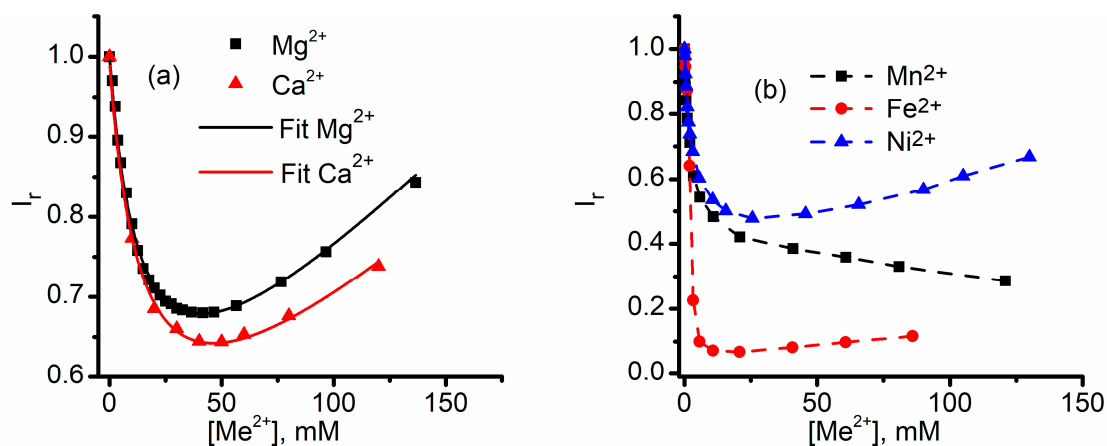 (a)
Mg²⁺
Ca²⁺
Fit Mg²⁺
Fit Ca²⁺
Iᵣ
1.0
0.9
0.8
0.7
0.6
0 50 100 150
[Me²⁺], mM
(b)
Mn²⁺
Fe²⁺
Ni²⁺
Iᵣ
1.0
0.8
0.6
0.4
0.2
0.0
0 50 100 150
[Me²⁺], mM